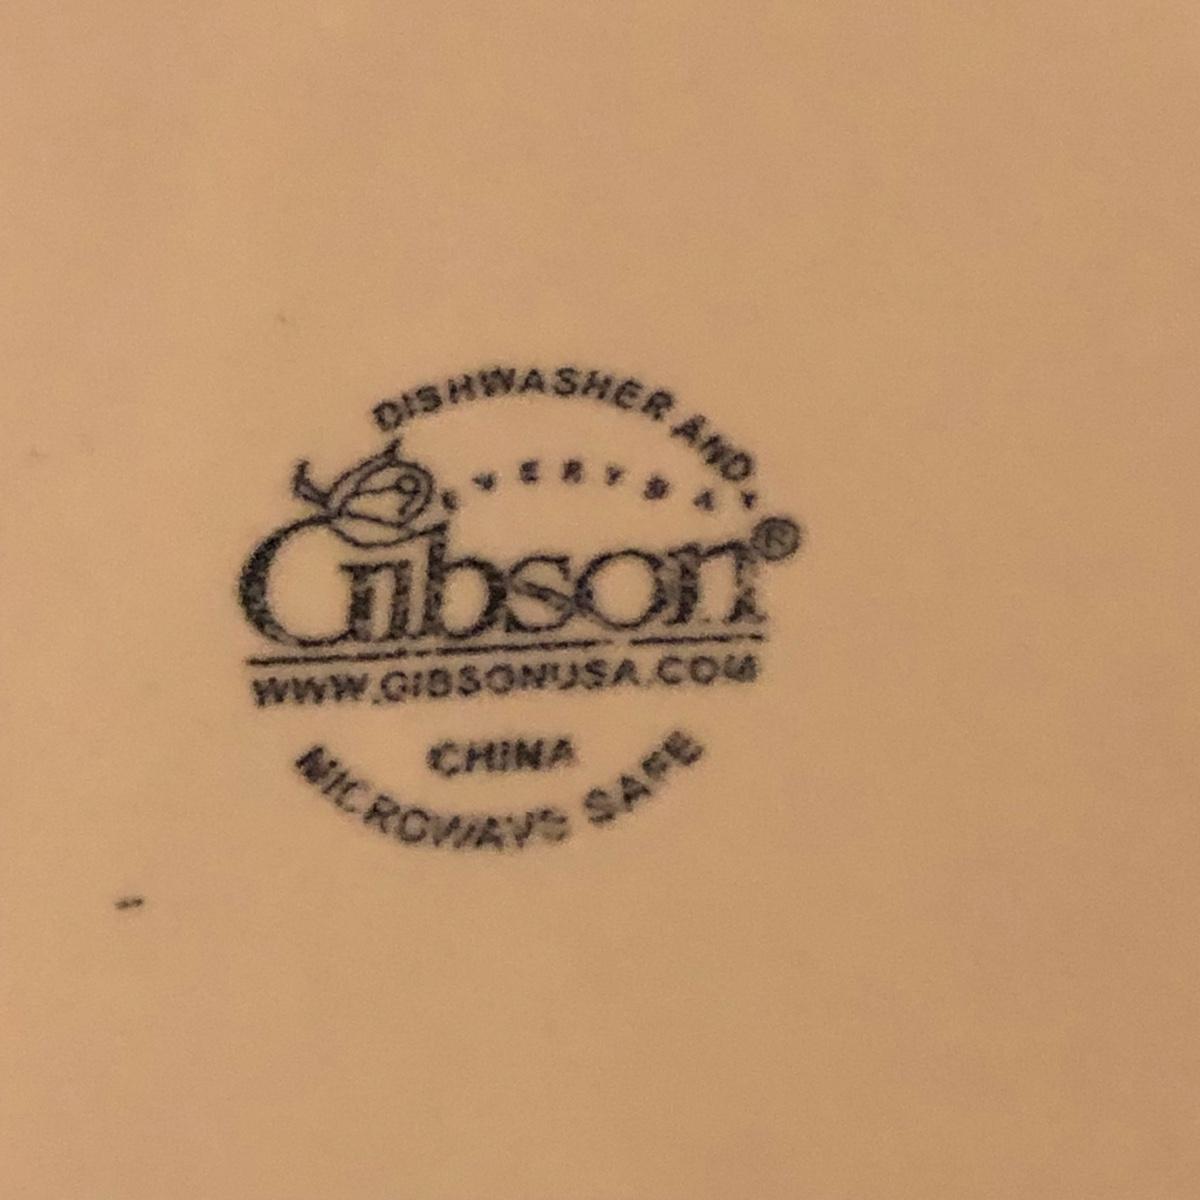 DISHWASHER AND
EVERYDAY
Gibson®
WWW.GIBSONUSA.COM
CHINA
MICROWAVE SAFE